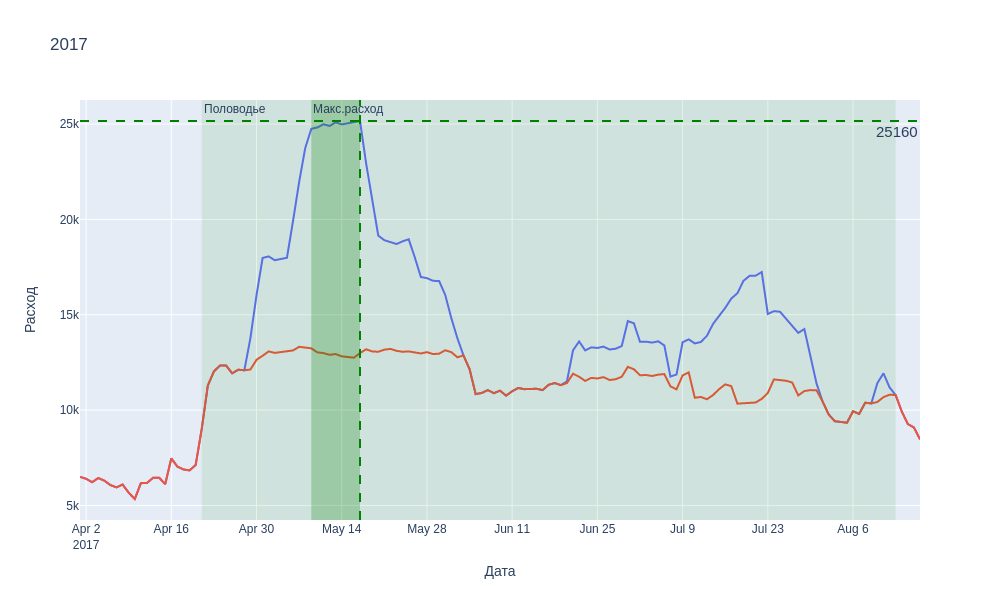 2017
Половодье
Макс.расход
25k
25160
20k
15k
10k
5k
Расход
Apr 2
2017
Apr 16
Apr 30
May 14
May 28
Jun 11
Jun 25
Jul 9
Jul 23
Aug 6
Дата